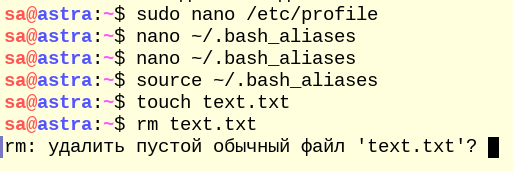 sa@astra:~$ sudo nano /etc/profile
sa@astra:~$ nano ~/.bash_aliases
sa@astra:~$ nano ~/.bash_aliases
sa@astra:~$ source ~/.bash_aliases
sa@astra:~$ touch text.txt
sa@astra:~$ rm text.txt
rm: удалить пустой обычный файл 'text.txt'?